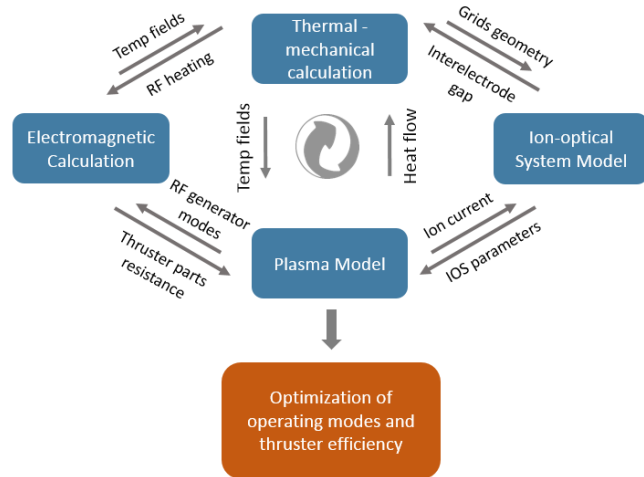 Temp fields
RF heating
Thermal -
mechanical
calculation
Grids geometry
Interelectrode
gap
Electromagnetic
Calculation
Temp fields
Heat flow
Ion-optical
System Model
RF generator
modes
Thruster parts
resistance
Plasma Model
Ion current
IOS parameters
Optimization of
operating modes and
thruster efficiency